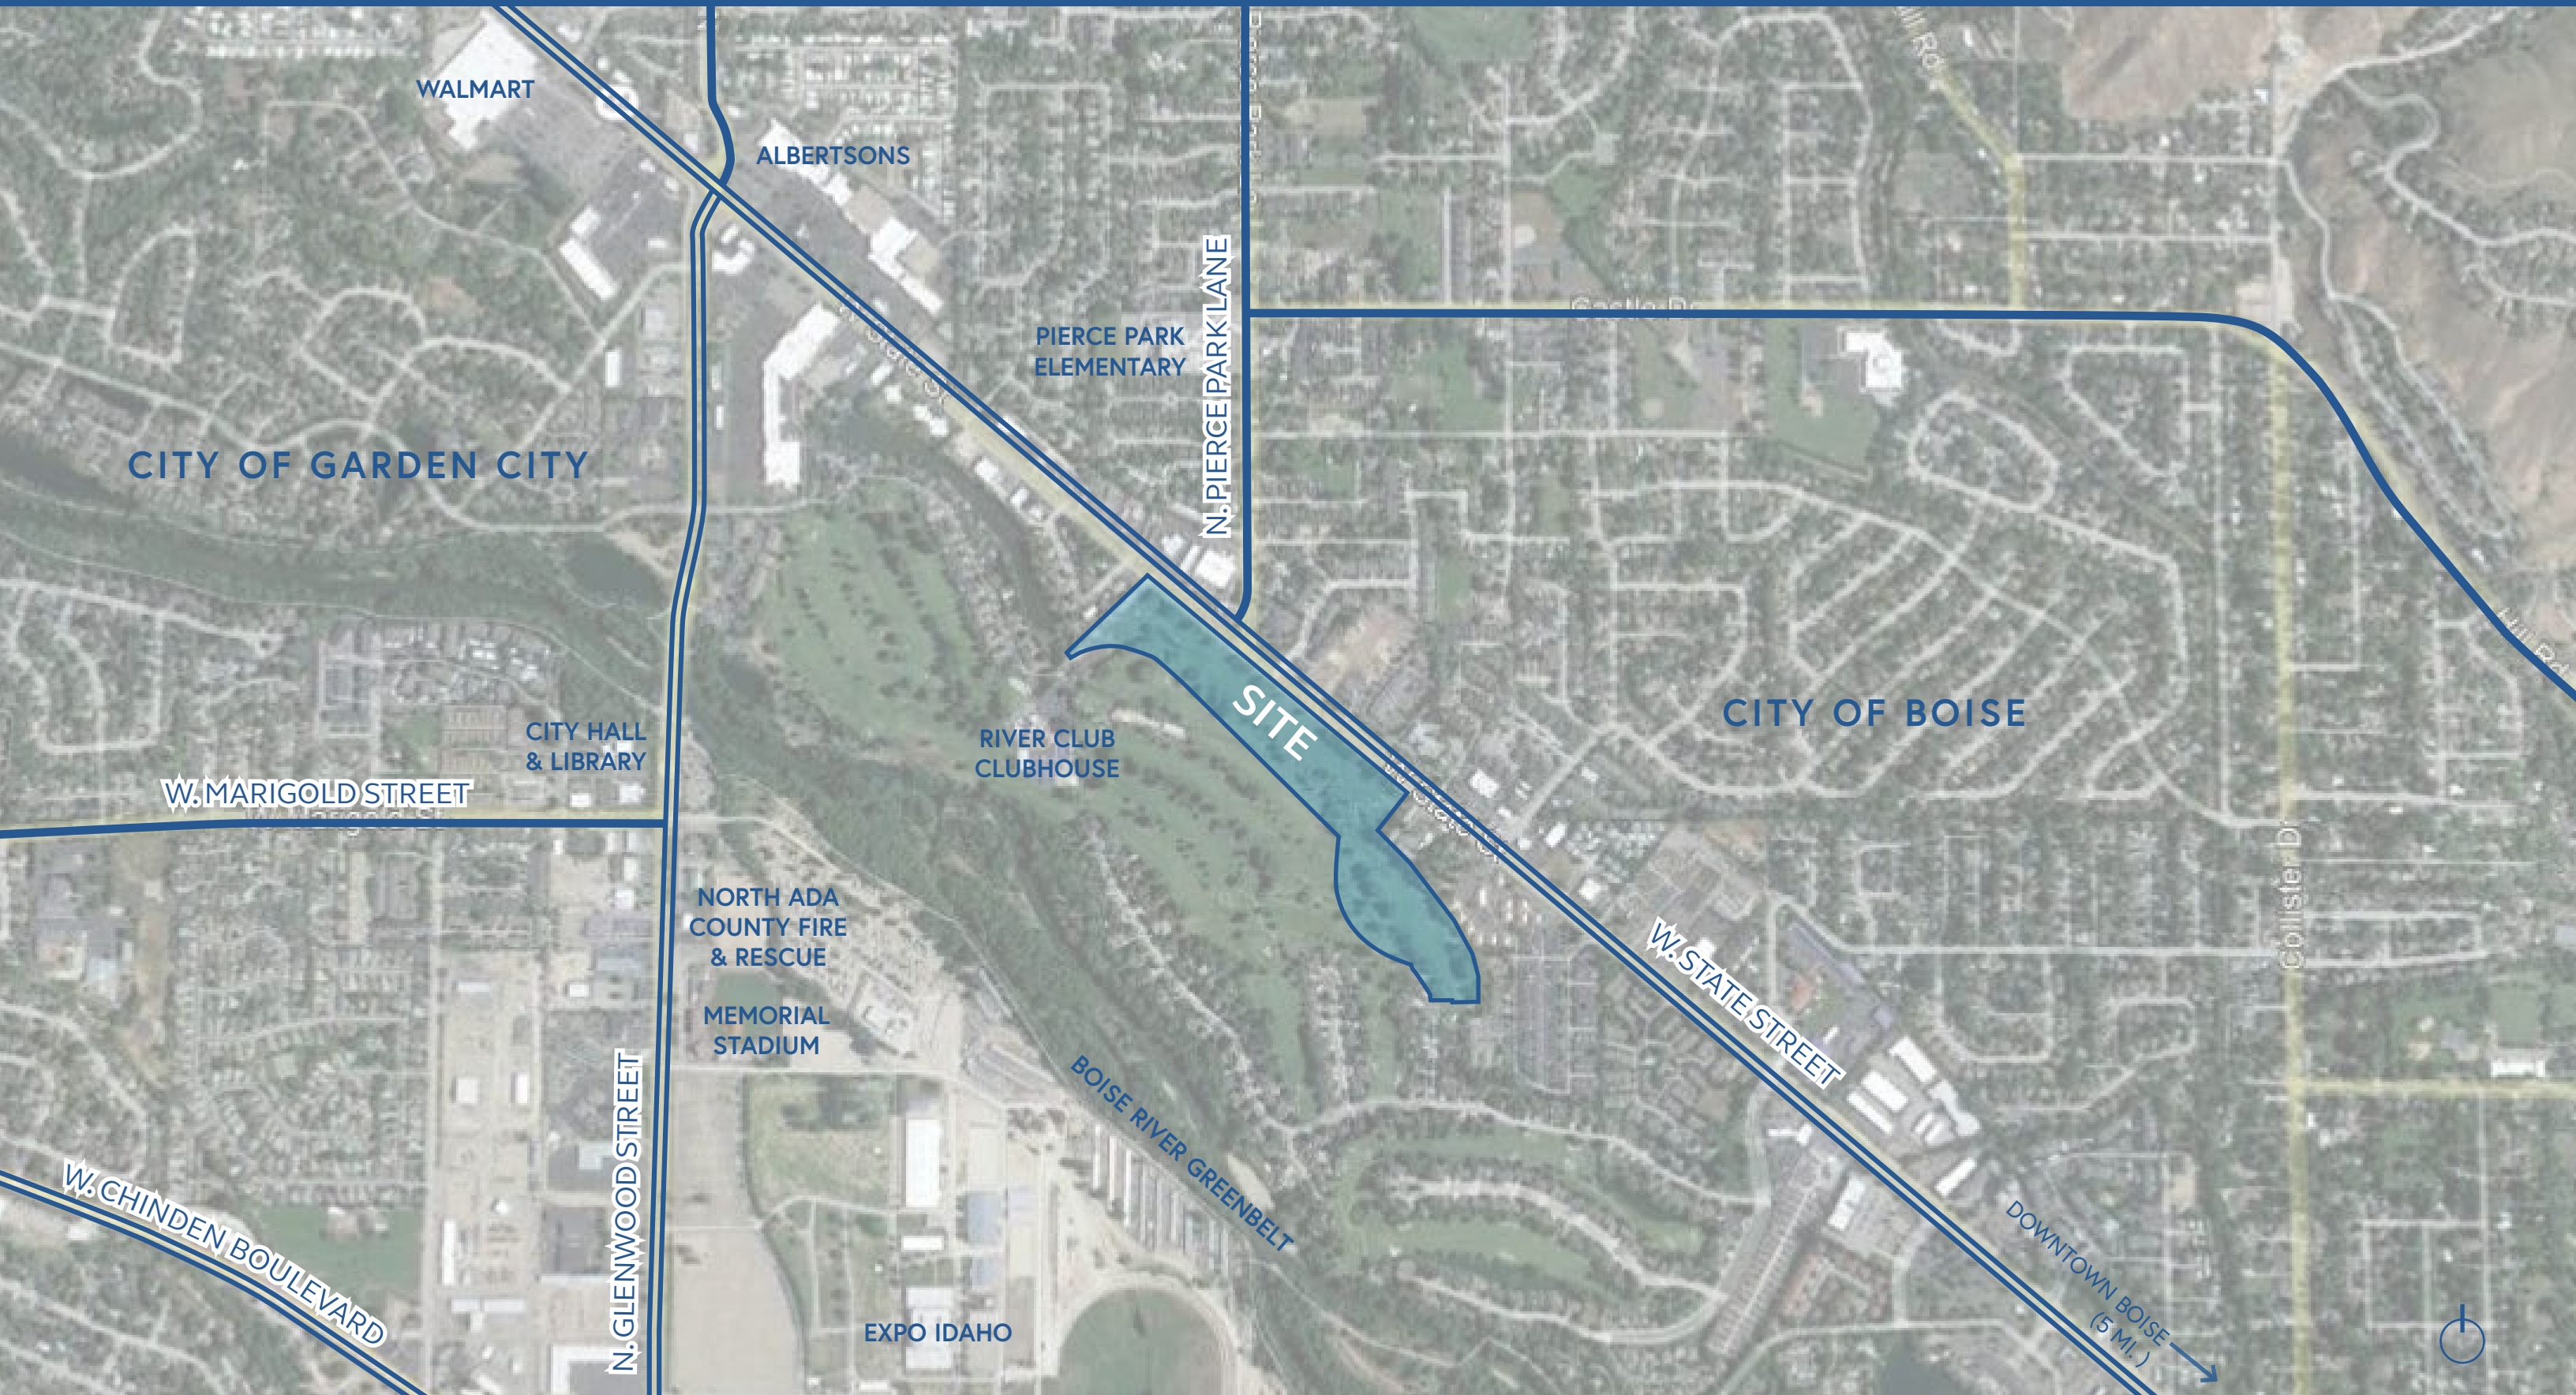 WALMART
ALBERTSONS
N. PIERCE PARK LANE
PIERCE PARK
ELEMENTARY
Castle Dr
CITY OF GARDEN CITY
SITE
CITY OF BOISE
RIVER CLUB
CLUBHOUSE
CITY HALL
& LIBRARY
W. MARIGOLD STREET
NORTH ADA
COUNTY FIRE
& RESCUE
MEMORIAL
STADIUM
Collister Dr
W. STATE STREET
BOISE RIVER GREENBELT
N. GLENWOOD STREET
W. CHINDEN BOULEVARD
EXPO IDAHO
DOWNTOWN BOISE
(5 MI. )